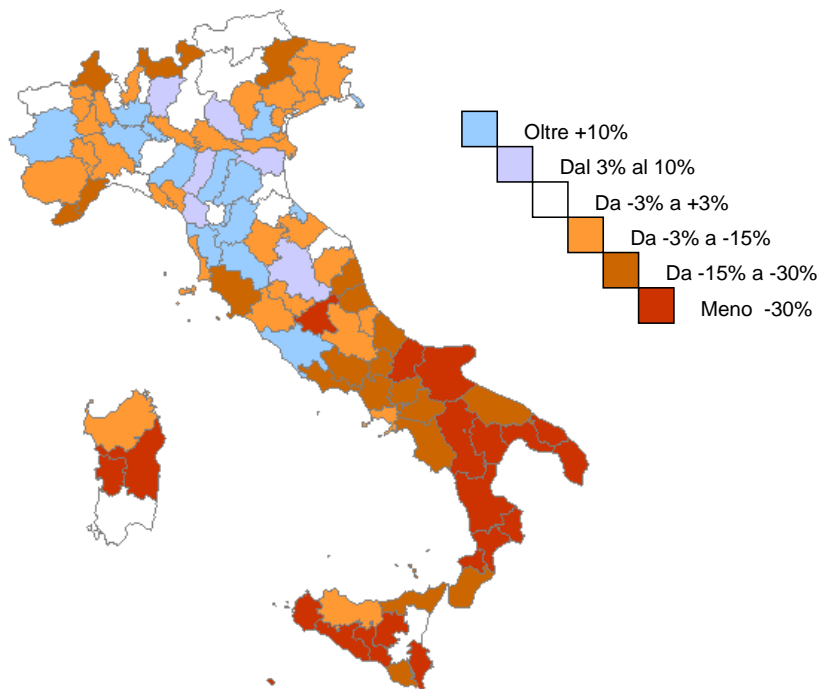 Oltre +10%
Dal 3% al 10%
Da -3% a +3%
Da -3% a -15%
Da -15% a -30%
Meno -30%